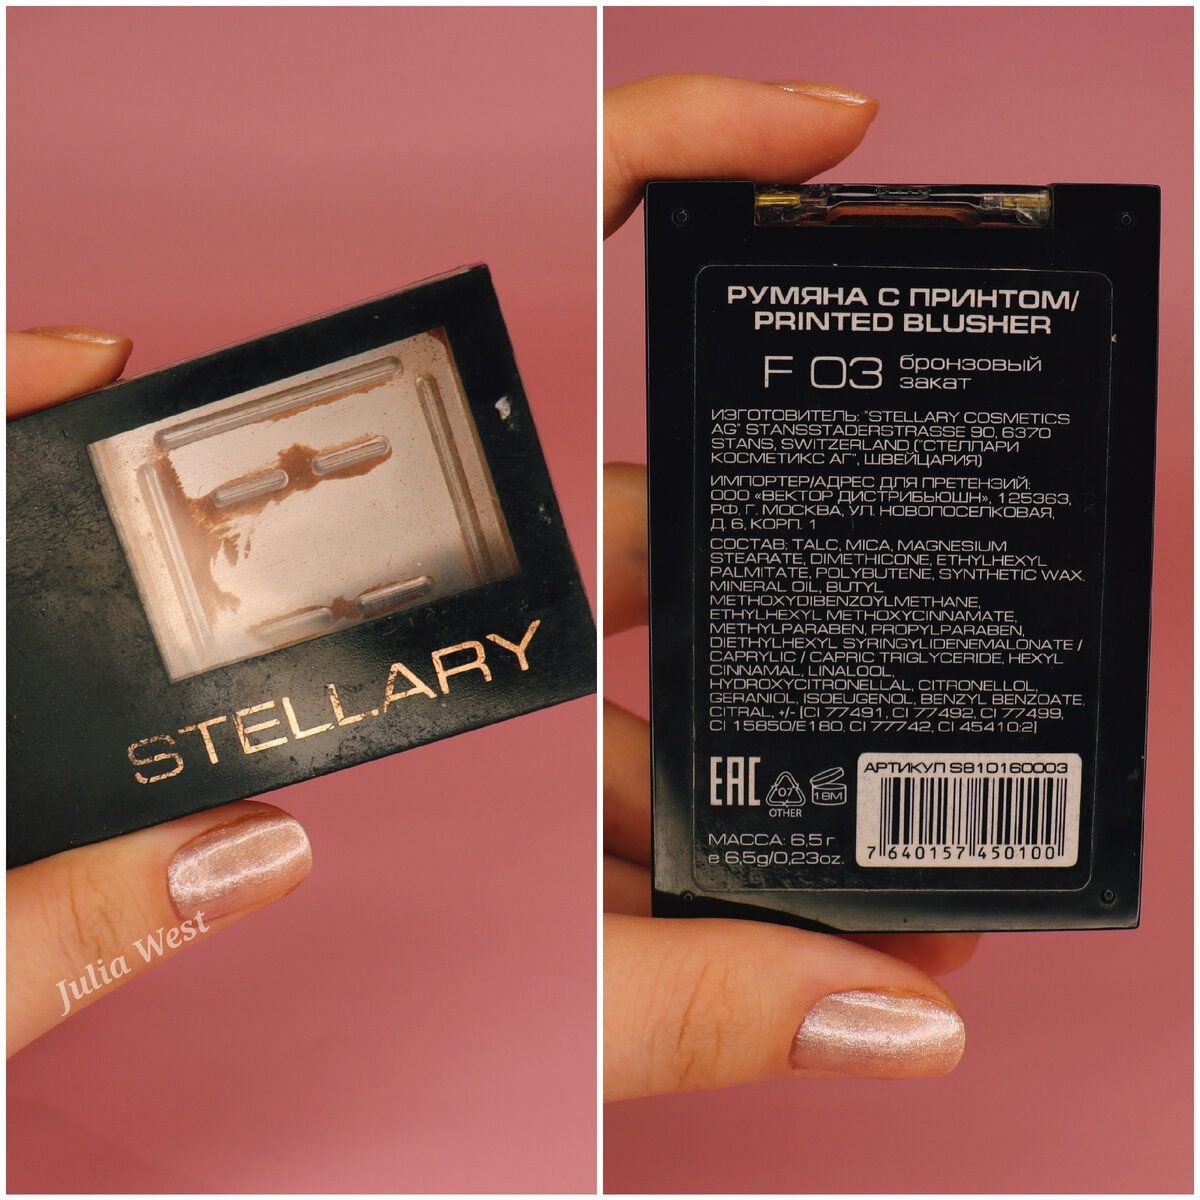 STELLARY
Julia West
РУМЯНА С ПРИНТОМ/
PRINTED BLUSHER
F 03 бронзовый
закат
ИЗГОТОВИТЕЛЬ: "STELLARY COSMETICS
AG" STANSSTADERSTRASSE 90, 6370
STANS, SWITZERLAND ("СТЕЛЛАРИ
КОСМЕТИКС АГ", ШВЕЙЦАРИЯ)
ИМПОРТЕР/АДРЕС ДЛЯ ПРЕТЕНЗИЙ:
ООО «ВЕКТОР ДИСТРИБЬЮШН», 125363,
РФ, Г. МОСКВА, УЛ. НОВОПОСЕЛКОВАЯ,
Д. 6, КОРП. 1
СОСТАВ: TALC, MICA, MAGNESIUM
STEARATE, DIMETHICONE, ETHYLHEXYL
PALMITATE, POLYBUTENE, SYNTHETIC WAX,
MINERAL OIL, BUTYL
METHOXYDIBENZOYLMETHANE,
ETHYLHEXYL METHOXYCINNAMATE,
METHYLPARABEN, PROPYLPARABEN,
DIETHYLHEXYL SYRINGYLIDENEMALONATE /
CAPRYLIC / CAPRIC TRIGLYCERIDE, HEXYL
CINNAMAL, LINALOOL,
HYDROXYCITRONELLAL, CITRONELLOL,
GERANIOL, ISOEUGENOL, BENZYL BENZOATE,
CITRAL, +/- [CI 77491, CI 77492, CI 77499,
CI 15850/E180, CI 77742, CI 45410:2]
EAC 07 18M
OTHER
АРТИКУЛ SB10160003
7 640157 450100
МАССА: 6,5 г
e 6,5g/0,23oz.